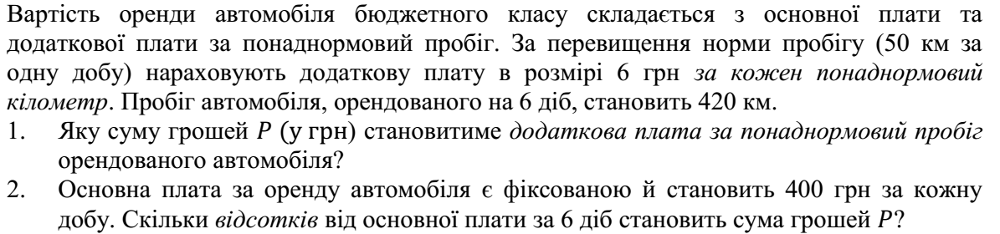 Вартість оренди автомобіля бюджетного класу складається з основної плати та
додаткової плати за понаднормовий пробіг. За перевищення норми пробігу (50 км за
одну добу) нараховують додаткову плату в розмірі 6 грн за кожен понаднормовий
кілометр. Пробіг автомобіля, орендованого на 6 діб, становить 420 км.
1. Яку суму грошей P (у грн) становитиме додаткова плата за понаднормовий пробіг
орендованого автомобіля?
2. Основна плата за оренду автомобіля є фіксованою й становить 400 грн за кожну
добу. Скільки відсотків від основної плати за 6 діб становить сума грошей P?